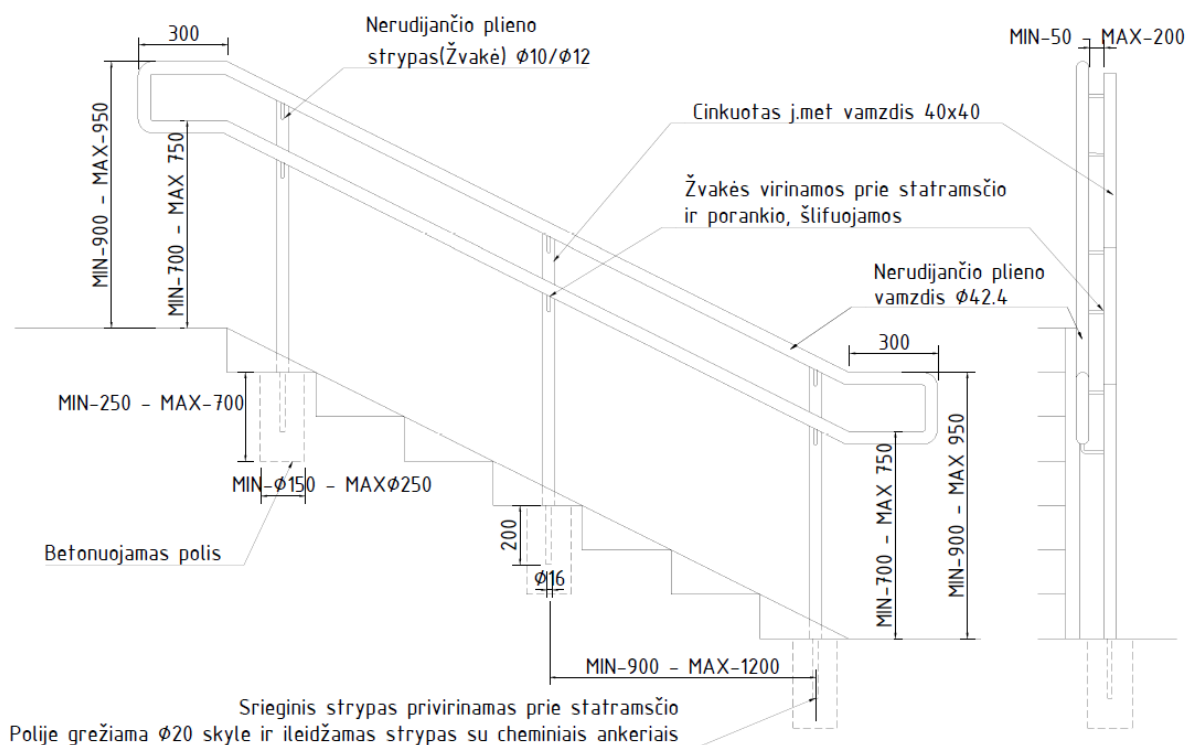 300
Nerudijančio plieno
strypas(Žvakė) Ø10/Ø12
MIN-50 - MAX-200
Cinkuotas j.met vamzdis 40x40
MIN-900 - MAX-950
MIN-700 - MAX 750
Žvakės virinamos prie statramsčio
ir porankio, šlifuojamos
Nerudijančio plieno
vamzdis Ø42.4
300
MIN-250 - MAX-700
MIN-Ø150 - MAXØ250
Betonuojamas polis
200
Ø16
MIN-700 - MAX 750
MIN-900 - MAX 950
MIN-900 - MAX-1200
Srieginis strypas privirinamas prie statramsčio
Polije grežiama Ø20 skyle ir ileidžamas strypas su cheminiais ankeriais